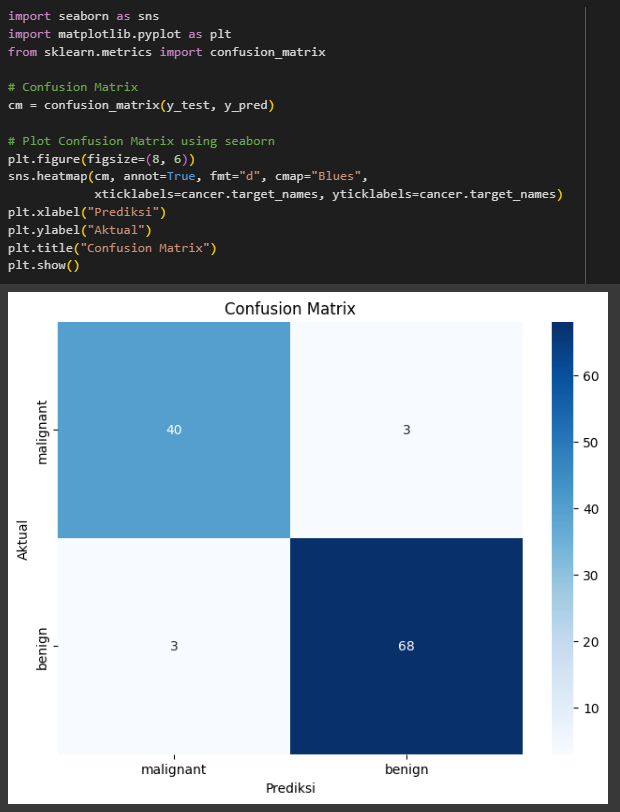 import seaborn as sns
import matplotlib.pyplot as plt
from sklearn.metrics import confusion_matrix

# Confusion Matrix
cm = confusion_matrix(y_test, y_pred)

# Plot Confusion Matrix using seaborn
plt.figure(figsize=(8, 6))
sns.heatmap(cm, annot=True, fmt="d", cmap="Blues",
            xticklabels=cancer.target_names, yticklabels=cancer.target_names)
plt.xlabel("Prediksi")
plt.ylabel("Aktual")
plt.title("Confusion Matrix")
plt.show()
Confusion Matrix
malignant
40
3
benign
3
68
Aktual
malignant
benign
Prediksi
60
50
40
30
20
10